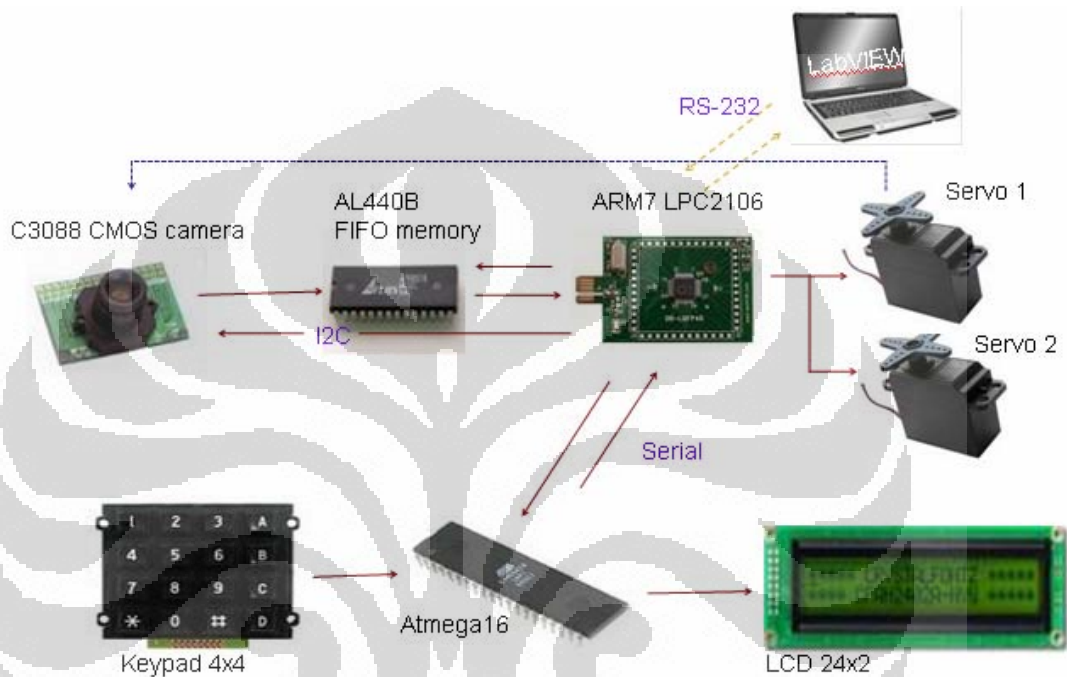 LabVIEW
RS-232
Servo 1
AL440B
FIFO memory
ARM7 LPC2106
C3088 CMOS camera
I2C
Servo 2
Serial
1 2 3 A
4 5 6 B
7 8 9 C
* 0 # D
Atmega16
Keypad 4x4
LCD 24x2